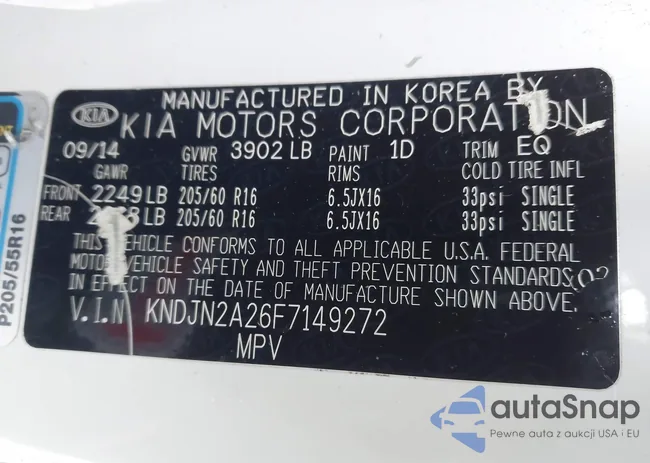 MANUFACTURED IN KOREA BY
KIA KIA MOTORS CORPORATION
09/14 GVWR 3902 LB PAINT 1D TRIM EQ
GAWR TIRES RIMS COLD TIRE INFL
FRONT 2249 LB 205/60 R16 6.5JX16 33psi SINGLE
REAR LB 205/60 R16 6.5JX16 33psi SINGLE
THIS VEHICLE CONFORMS TO ALL APPLICABLE U.S.A. FEDERAL
MOTOR VEHICLE SAFETY AND THEFT PREVENTION STANDARDS
IN EFFECT ON THE DATE OF MANUFACTURE SHOWN ABOVE.
V.I.N KNDJN2A26F7149272
MPV
P205/55R16
autaSnap
Pewne auta z aukcji USA i EU